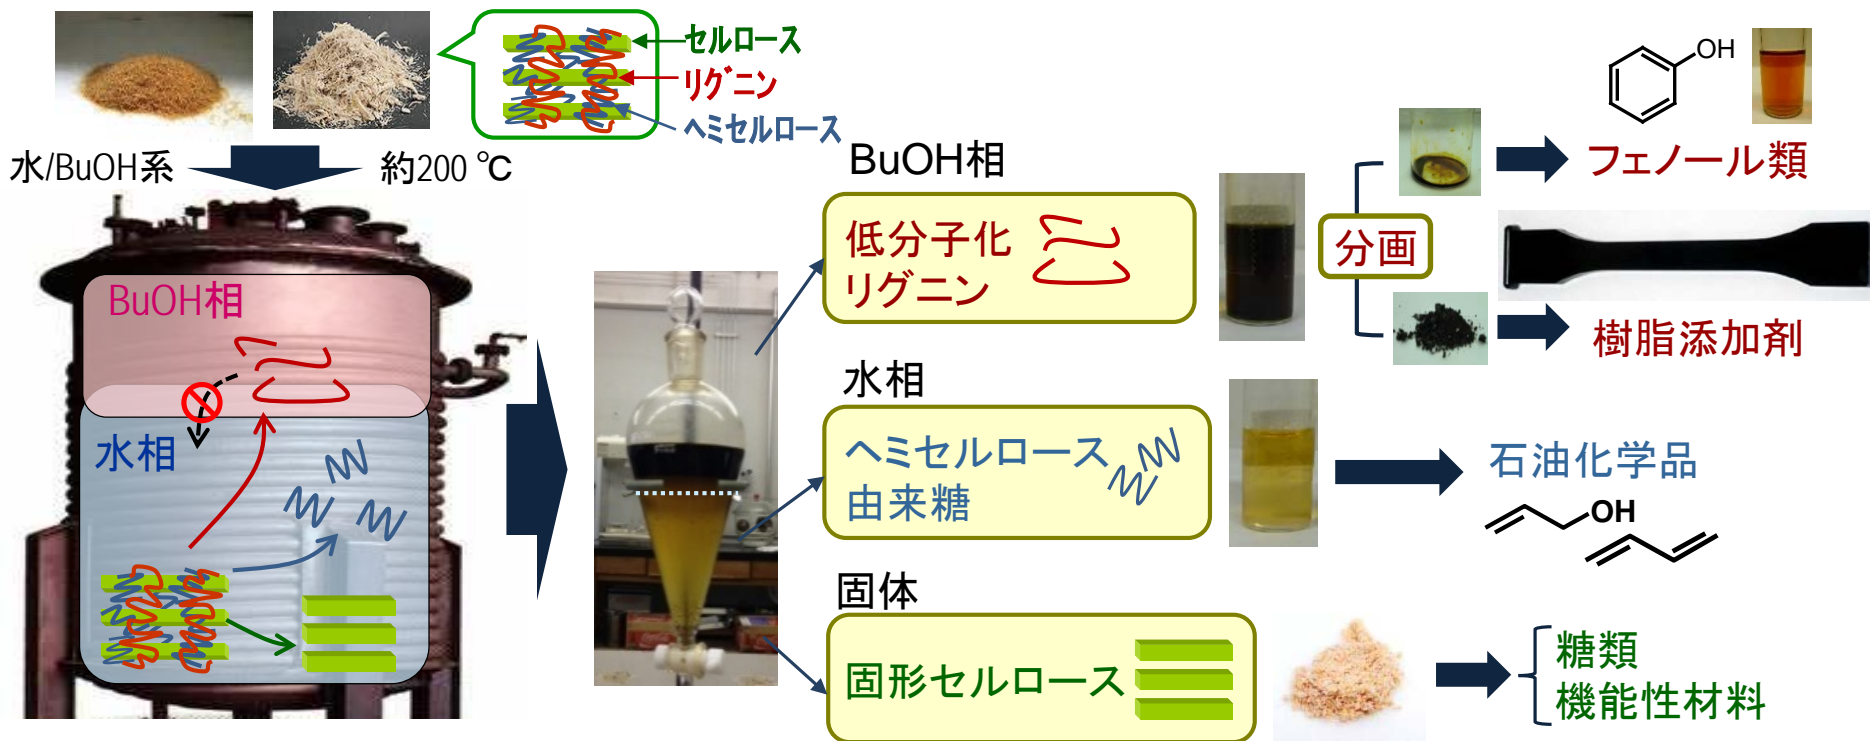 セルロース
リグニン
ヘミセルロース
水/BuOH系
約200 ℃
BuOH相
水相
BuOH相
低分子化
リグニン
分画
OH
フェノール類
樹脂添加剤
水相
ヘミセルロース
由来糖
石油化学品
OH
固体
固形セルロース
糖類
機能性材料